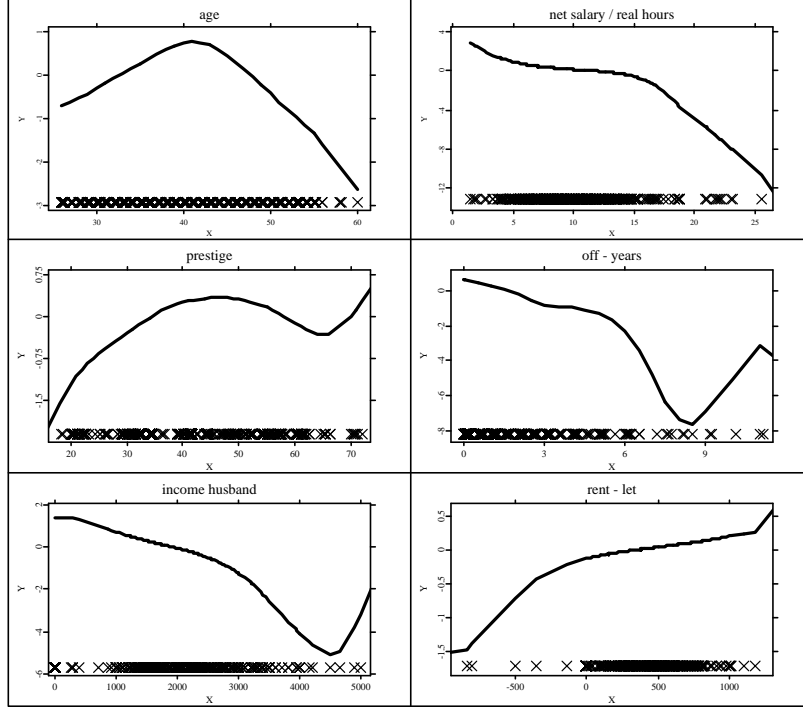 age
1
0
-1
-2
-3
Y
30 40 50 60
X
net salary / real hours
4
0
-4
-8
-12
Y
0 5 10 15 20 25
X
prestige
0.75
0
-0.75
-1.5
Y
20 30 40 50 60 70
X
off - years
0
-2
-4
-6
-8
Y
0 3 6 9
X
income husband
2
0
-2
-4
-6
Y
0 1000 2000 3000 4000 5000
X
rent - let
0.5
0
-0.5
-1
-1.5
Y
-500 0 500 1000
X